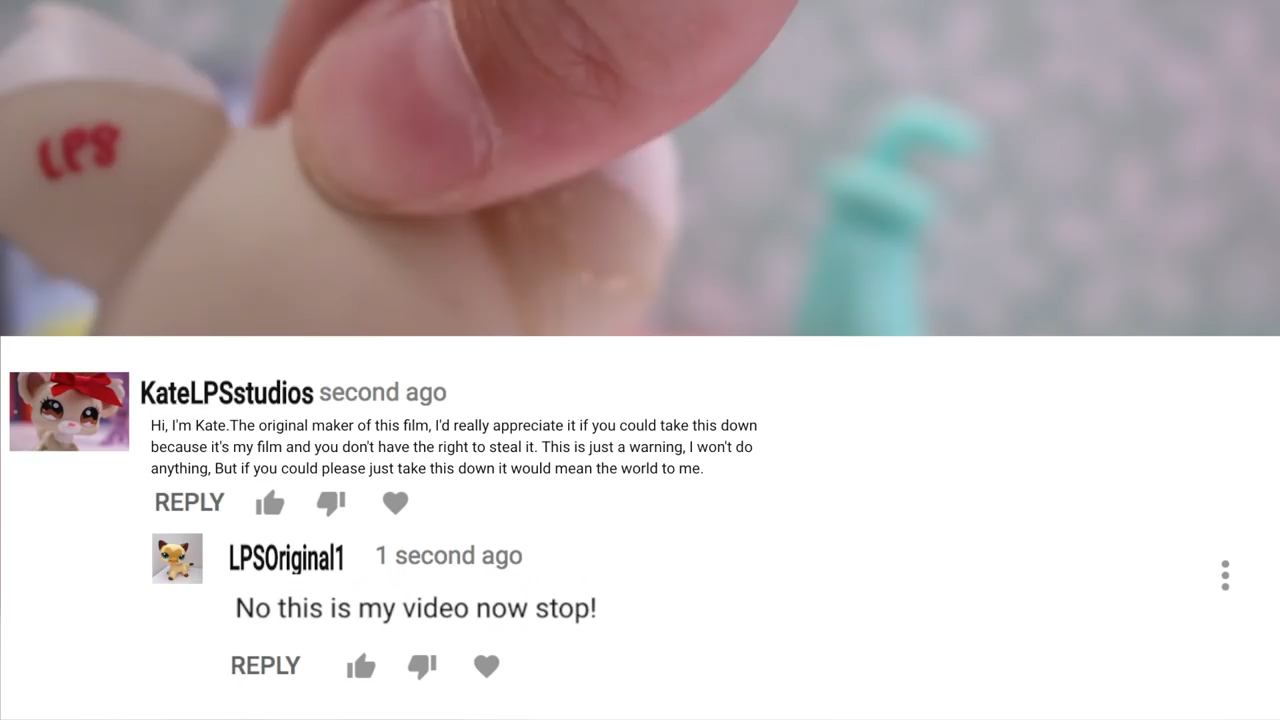 LPS
KateLPSstudios second ago
Hi, I'm Kate.The original maker of this film, I'd really appreciate it if you could take this down
because it's my film and you don't have the right to steal it. This is just a warning, I won't do
anything, But if you could please just take this down it would mean the world to me.
REPLY
LPSOriginal1 1 second ago
No this is my video now stop!
REPLY